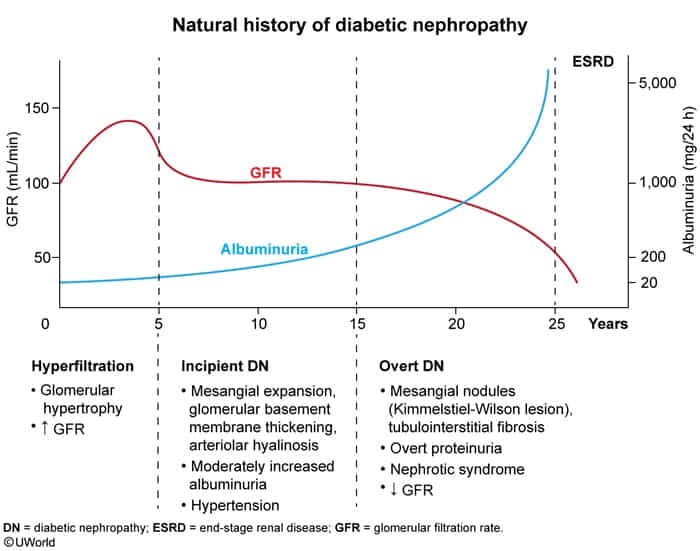 Natural history of diabetic nephropathy
ESRD
GFR (mL/min)
150
100
50
GFR
Albuminuria
5,000
1,000
200
20
Albuminuria (mg/24 h)
0 5 10 15 20 25 Years
Hyperfiltration
• Glomerular
hypertrophy
• ↑ GFR
Incipient DN
• Mesangial expansion,
glomerular basement
membrane thickening,
arteriolar hyalinosis
• Moderately increased
albuminuria
• Hypertension
Overt DN
• Mesangial nodules
(Kimmelstiel-Wilson lesion),
tubulointerstitial fibrosis
• Overt proteinuria
• Nephrotic syndrome
• ↓ GFR
DN = diabetic nephropathy; ESRD = end-stage renal disease; GFR = glomerular filtration rate.
©UWorld